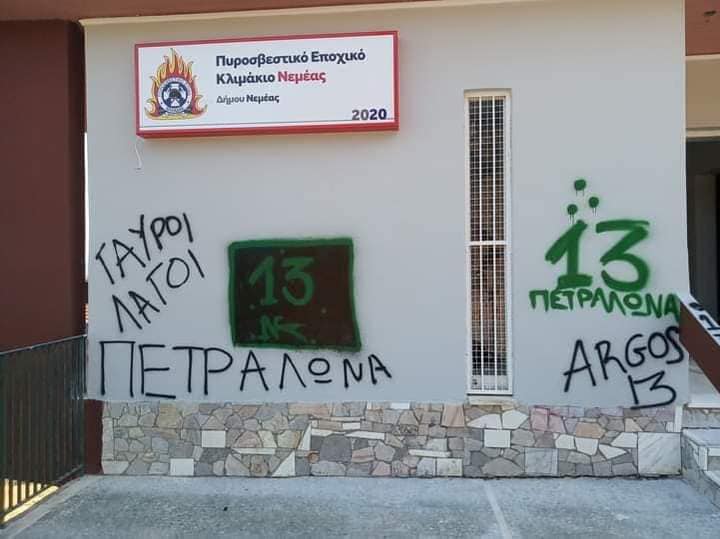 Πυροσβεστικό Εποχικό
Κλιμάκιο Νεμέας
Δήμου Νεμέας
2020
ΓΑΥΡΟΙ
ΛΑΓΟΙ
13
ΠΕΤΡΑΛΩΝΑ
13
ΠΕΤΡΑΛΩΝΑ
ARGOS
13